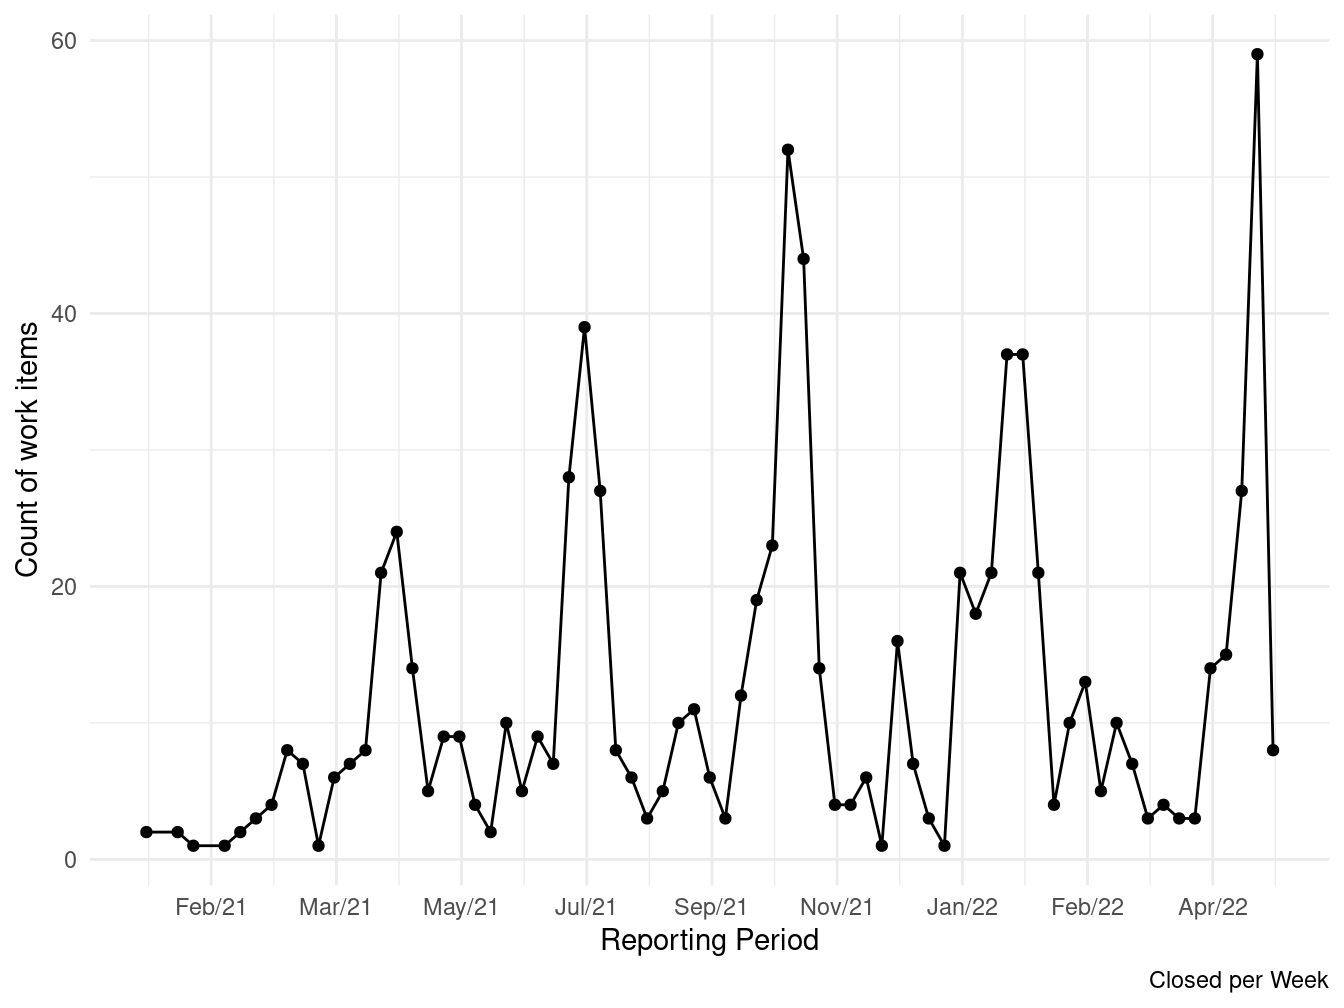 Count of work items
60
40
20
0
Feb/21 Mar/21 May/21 Jul/21 Sep/21 Nov/21 Jan/22 Feb/22 Apr/22
Reporting Period
Closed per Week